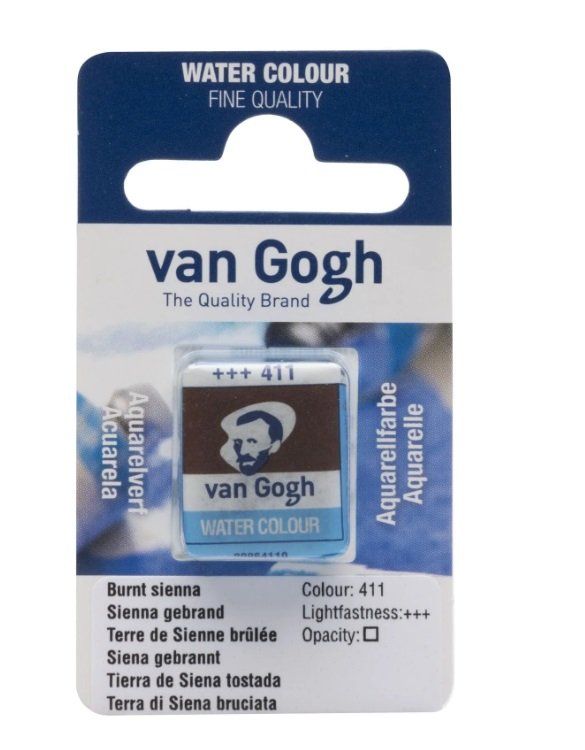 WATER COLOUR
FINE QUALITY
van Gogh
The Quality Brand
+++ 411
van Gogh
WATER COLOUR
Aquarelverf
Acuarela
Aquarellfarbe
Aquarelle
Burnt sienna
Sienna gebrand
Terre de Sienne brûlée
Siena gebrannt
Tierra de Siena tostada
Terra di Siena bruciata
Colour: 411
Lightfastness:+++
Opacity: